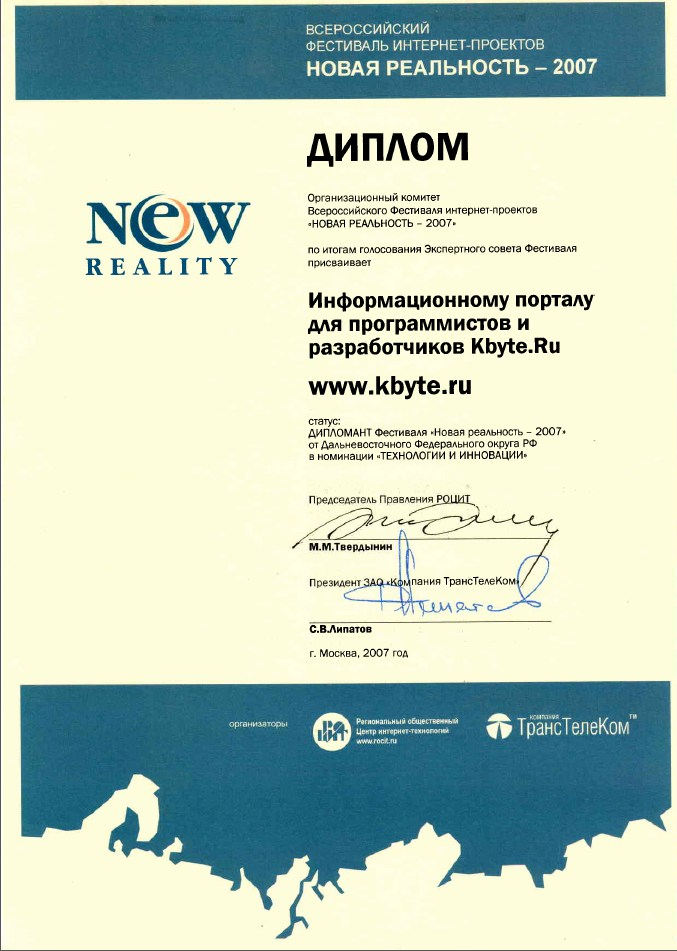 ВСЕРОССИЙСКИЙ
ФЕСТИВАЛЬ ИНТЕРНЕТ-ПРОЕКТОВ
НОВАЯ РЕАЛЬНОСТЬ – 2007
ДИПЛОМ
NeW
REALITY
Организационный комитет
Всероссийского Фестиваля интернет-проектов
«НОВАЯ РЕАЛЬНОСТЬ – 2007»
по итогам голосования Экспертного совета Фестиваля
присваивает
Информационному порталу
для программистов и
разработчиков Kbyte.Ru
www.kbyte.ru
статус:
ДИПЛОМАНТ Фестиваля «Новая реальность – 2007»
от Дальневосточного Федерального округа РФ
в номинации «ТЕХНОЛОГИИ И ИННОВАЦИИ»
Председатель Правления РОЦИТ
М.М.Твердынин
Президент ЗАО «Компания ТрансТелеКом»
С.В.Липатов
г. Москва, 2007 год
организаторы
Региональный общественный
Центр интернет-технологий
www.rocit.ru
КОМПАНИЯ
ТрансТелеКом™